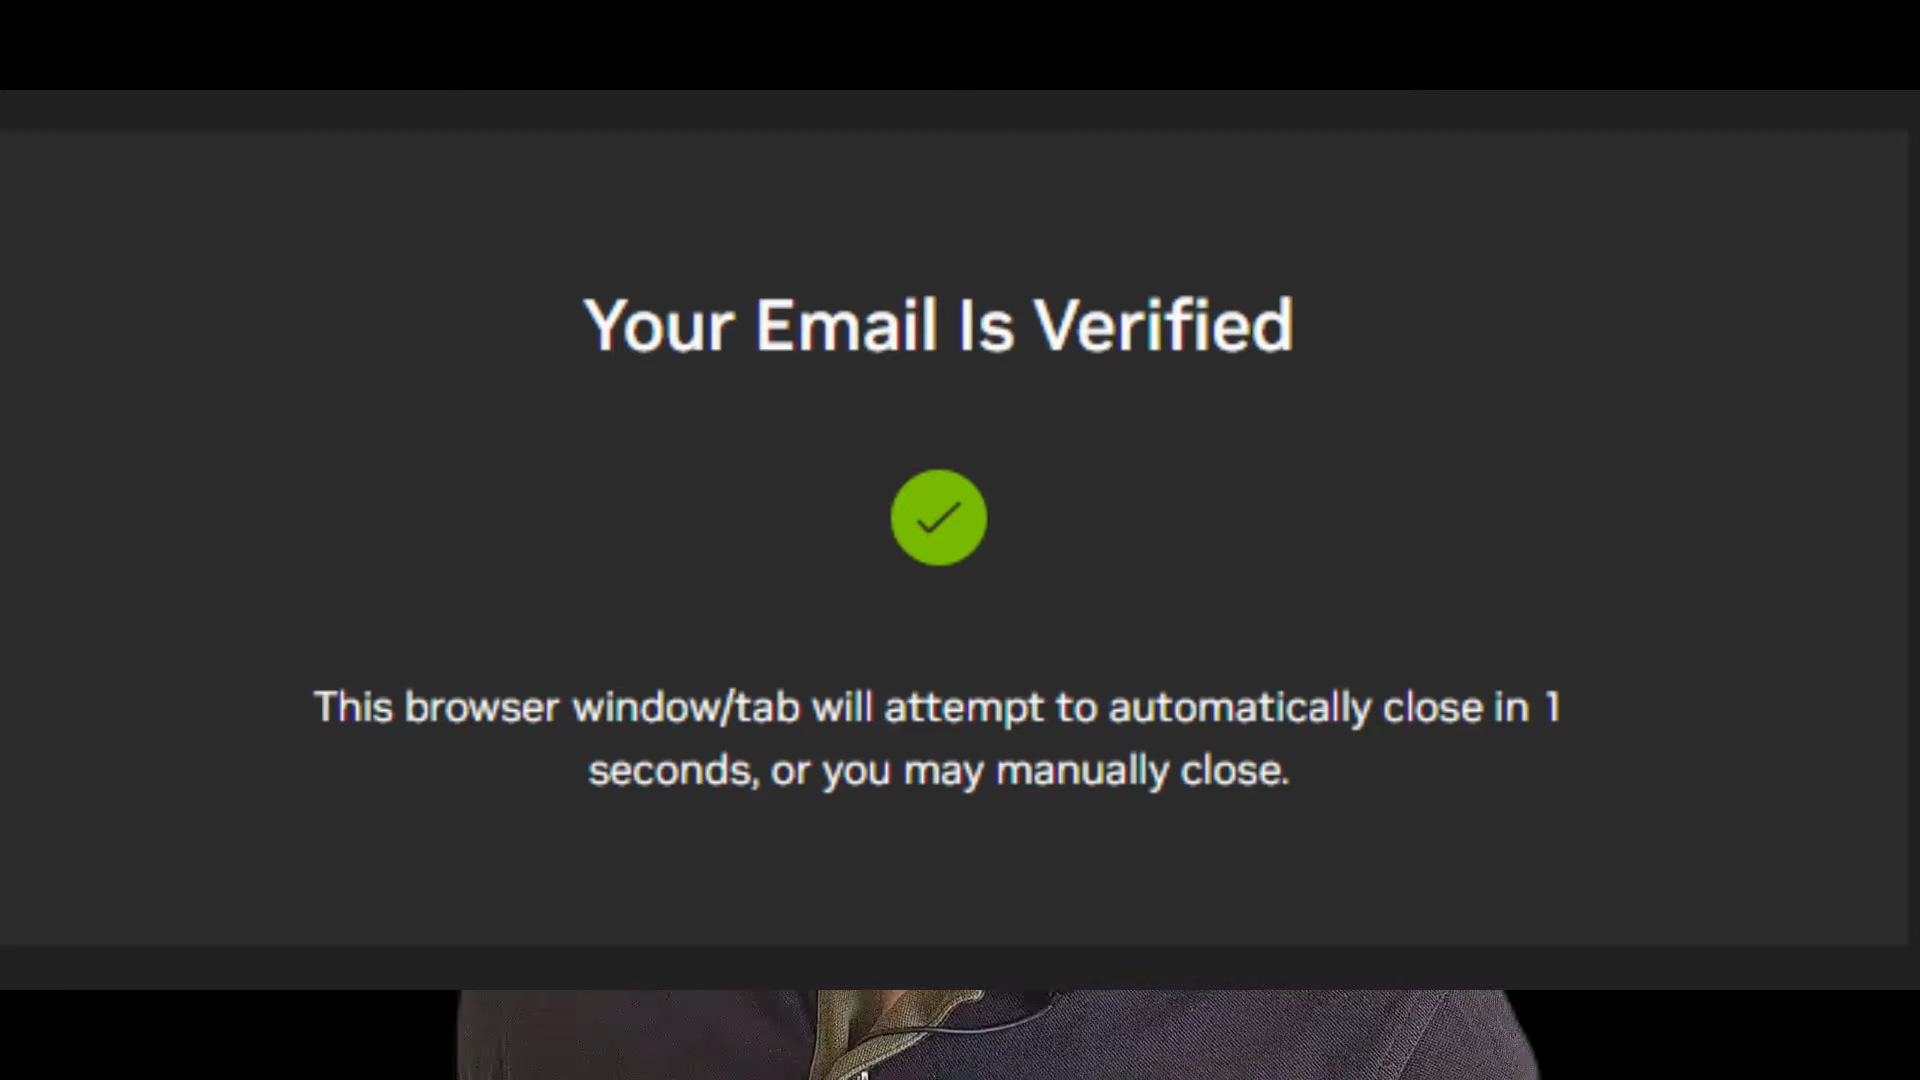 Your Email Is Verified
This browser window/tab will attempt to automatically close in 1
seconds, or you may manually close.